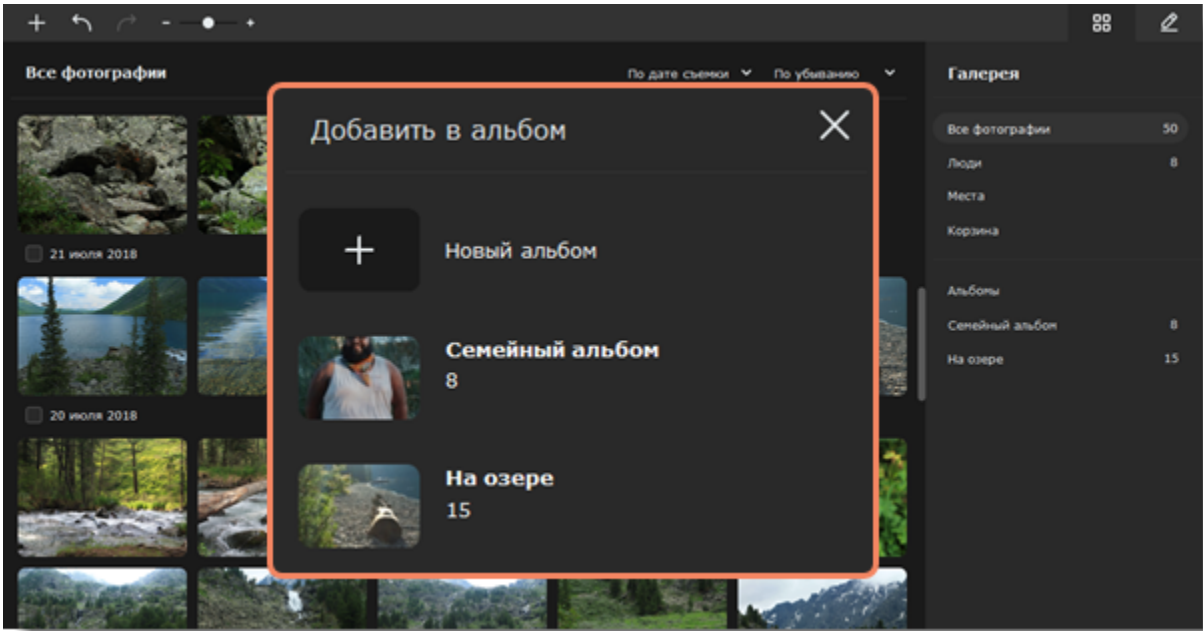 Все фотографии
По дате съемки
По убыванию
Галерея
Добавить в альбом
Новый альбом
Семейный альбом
8
На озере
15
21 июля 2018
20 июля 2018
Все фотографии 50
Люди 8
Места
Корзина
Альбомы
Семейный альбом 8
На озере 15